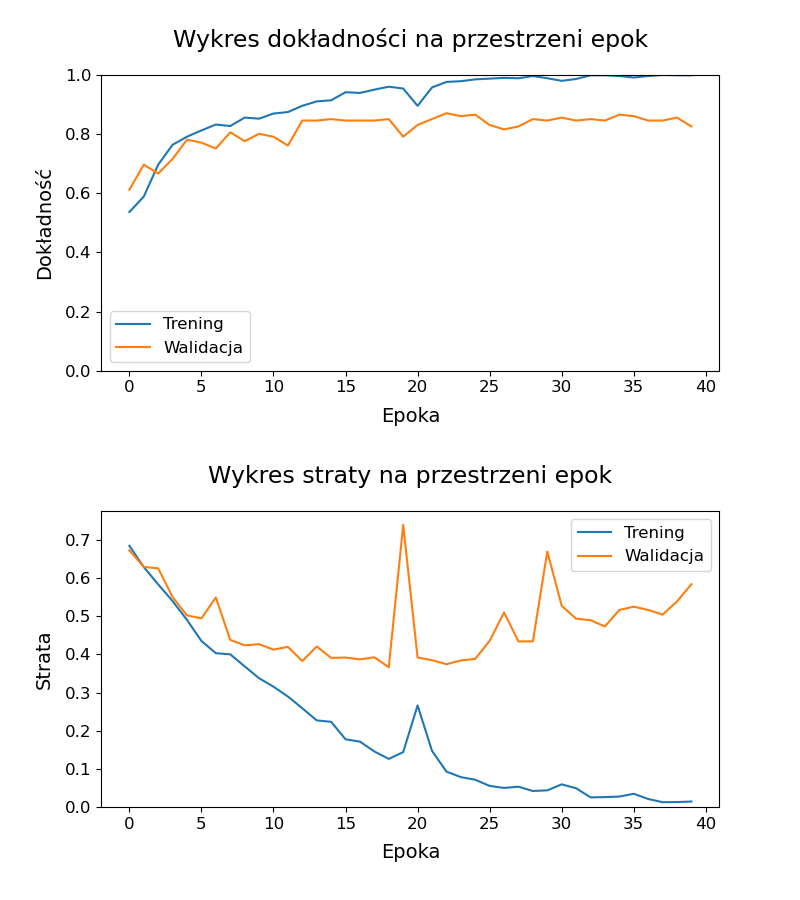 Wykres dokładności na przestrzeni epok
1.0
0.8
0.6
0.4
0.2
0.0
Dokładność
Trening
Walidacja
0 5 10 15 20 25 30 35 40
Epoka
Wykres straty na przestrzeni epok
0.7
0.6
0.5
0.4
0.3
0.2
0.1
0.0
Strata
Trening
Walidacja
0 5 10 15 20 25 30 35 40
Epoka